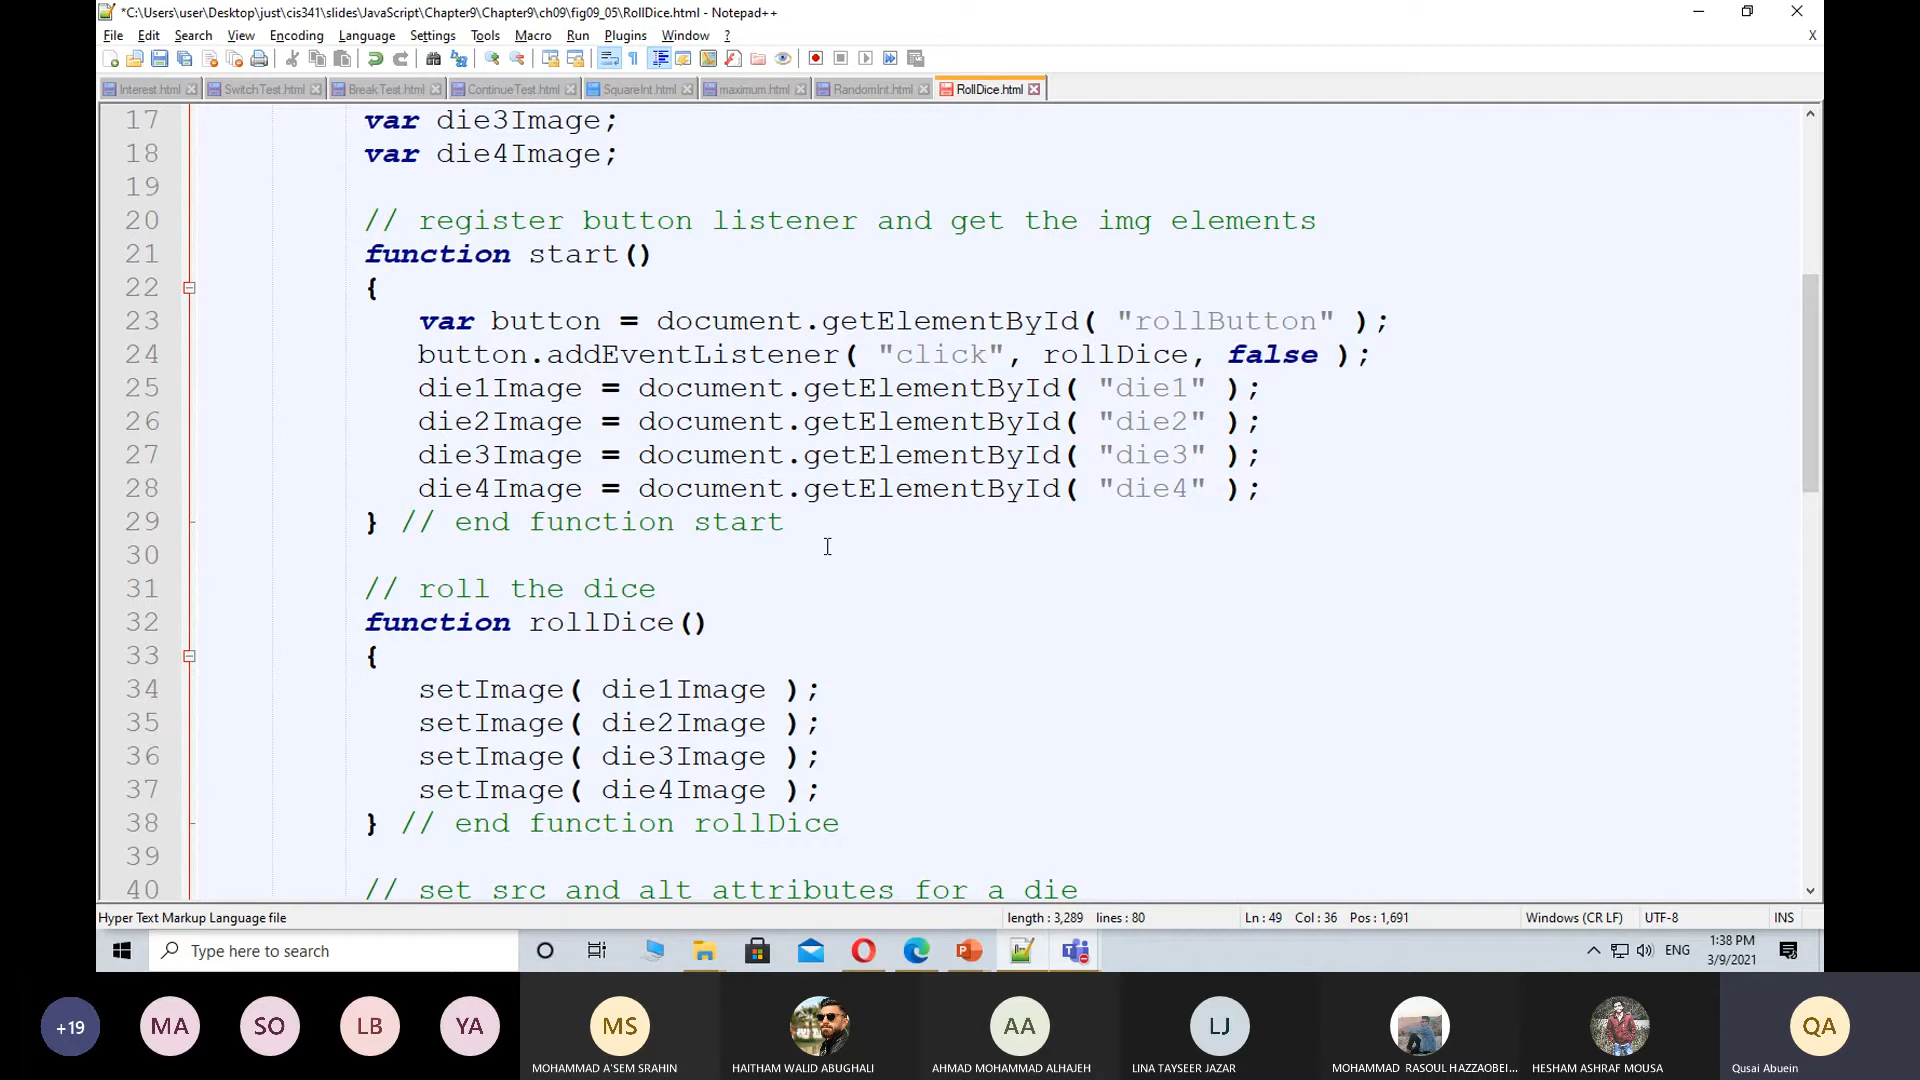 *C:\Users\user\Desktop\just\cis341\slides\JavaScript\Chapter9\Chapter9\ch09\fig09_05\RollDice.html - Notepad++
File Edit Search View Encoding Language Settings Tools Macro Run Plugins Window ? X
Interest.html SwitchTest.html BreakTest.html ContinueTest.html SquareInt.html maximum.html RandomInt.html RollDice.html
17 var die3Image;
18 var die4Image;
19
20 // register button listener and get the img elements
21 function start()
22 {
23 var button = document.getElementById( "rollButton" );
24 button.addEventListener( "click", rollDice, false );
25 die1Image = document.getElementById( "die1" );
26 die2Image = document.getElementById( "die2" );
27 die3Image = document.getElementById( "die3" );
28 die4Image = document.getElementById( "die4" );
29 } // end function start
30
31 // roll the dice
32 function rollDice()
33 {
34 setImage( die1Image );
35 setImage( die2Image );
36 setImage( die3Image );
37 setImage( die4Image );
38 } // end function rollDice
39
40 // set src and alt attributes for a die
Hyper Text Markup Language file length : 3,289 lines : 80 Ln : 49 Col : 36 Pos : 1,691 Windows (CR LF) UTF-8 INS
Type here to search ENG 1:38 PM
3/9/2021
+19 MA SO LB YA MS AA LJ QA
MOHAMMAD A'SEM SRAHIN HAITHAM WALID ABUGHALI AHMAD MOHAMMAD ALHAJEH LINA TAYSEER JAZAR MOHAMMAD RASOUL HAZZAOBEI... HESHAM ASHRAF MOUSA Qusai Abuein